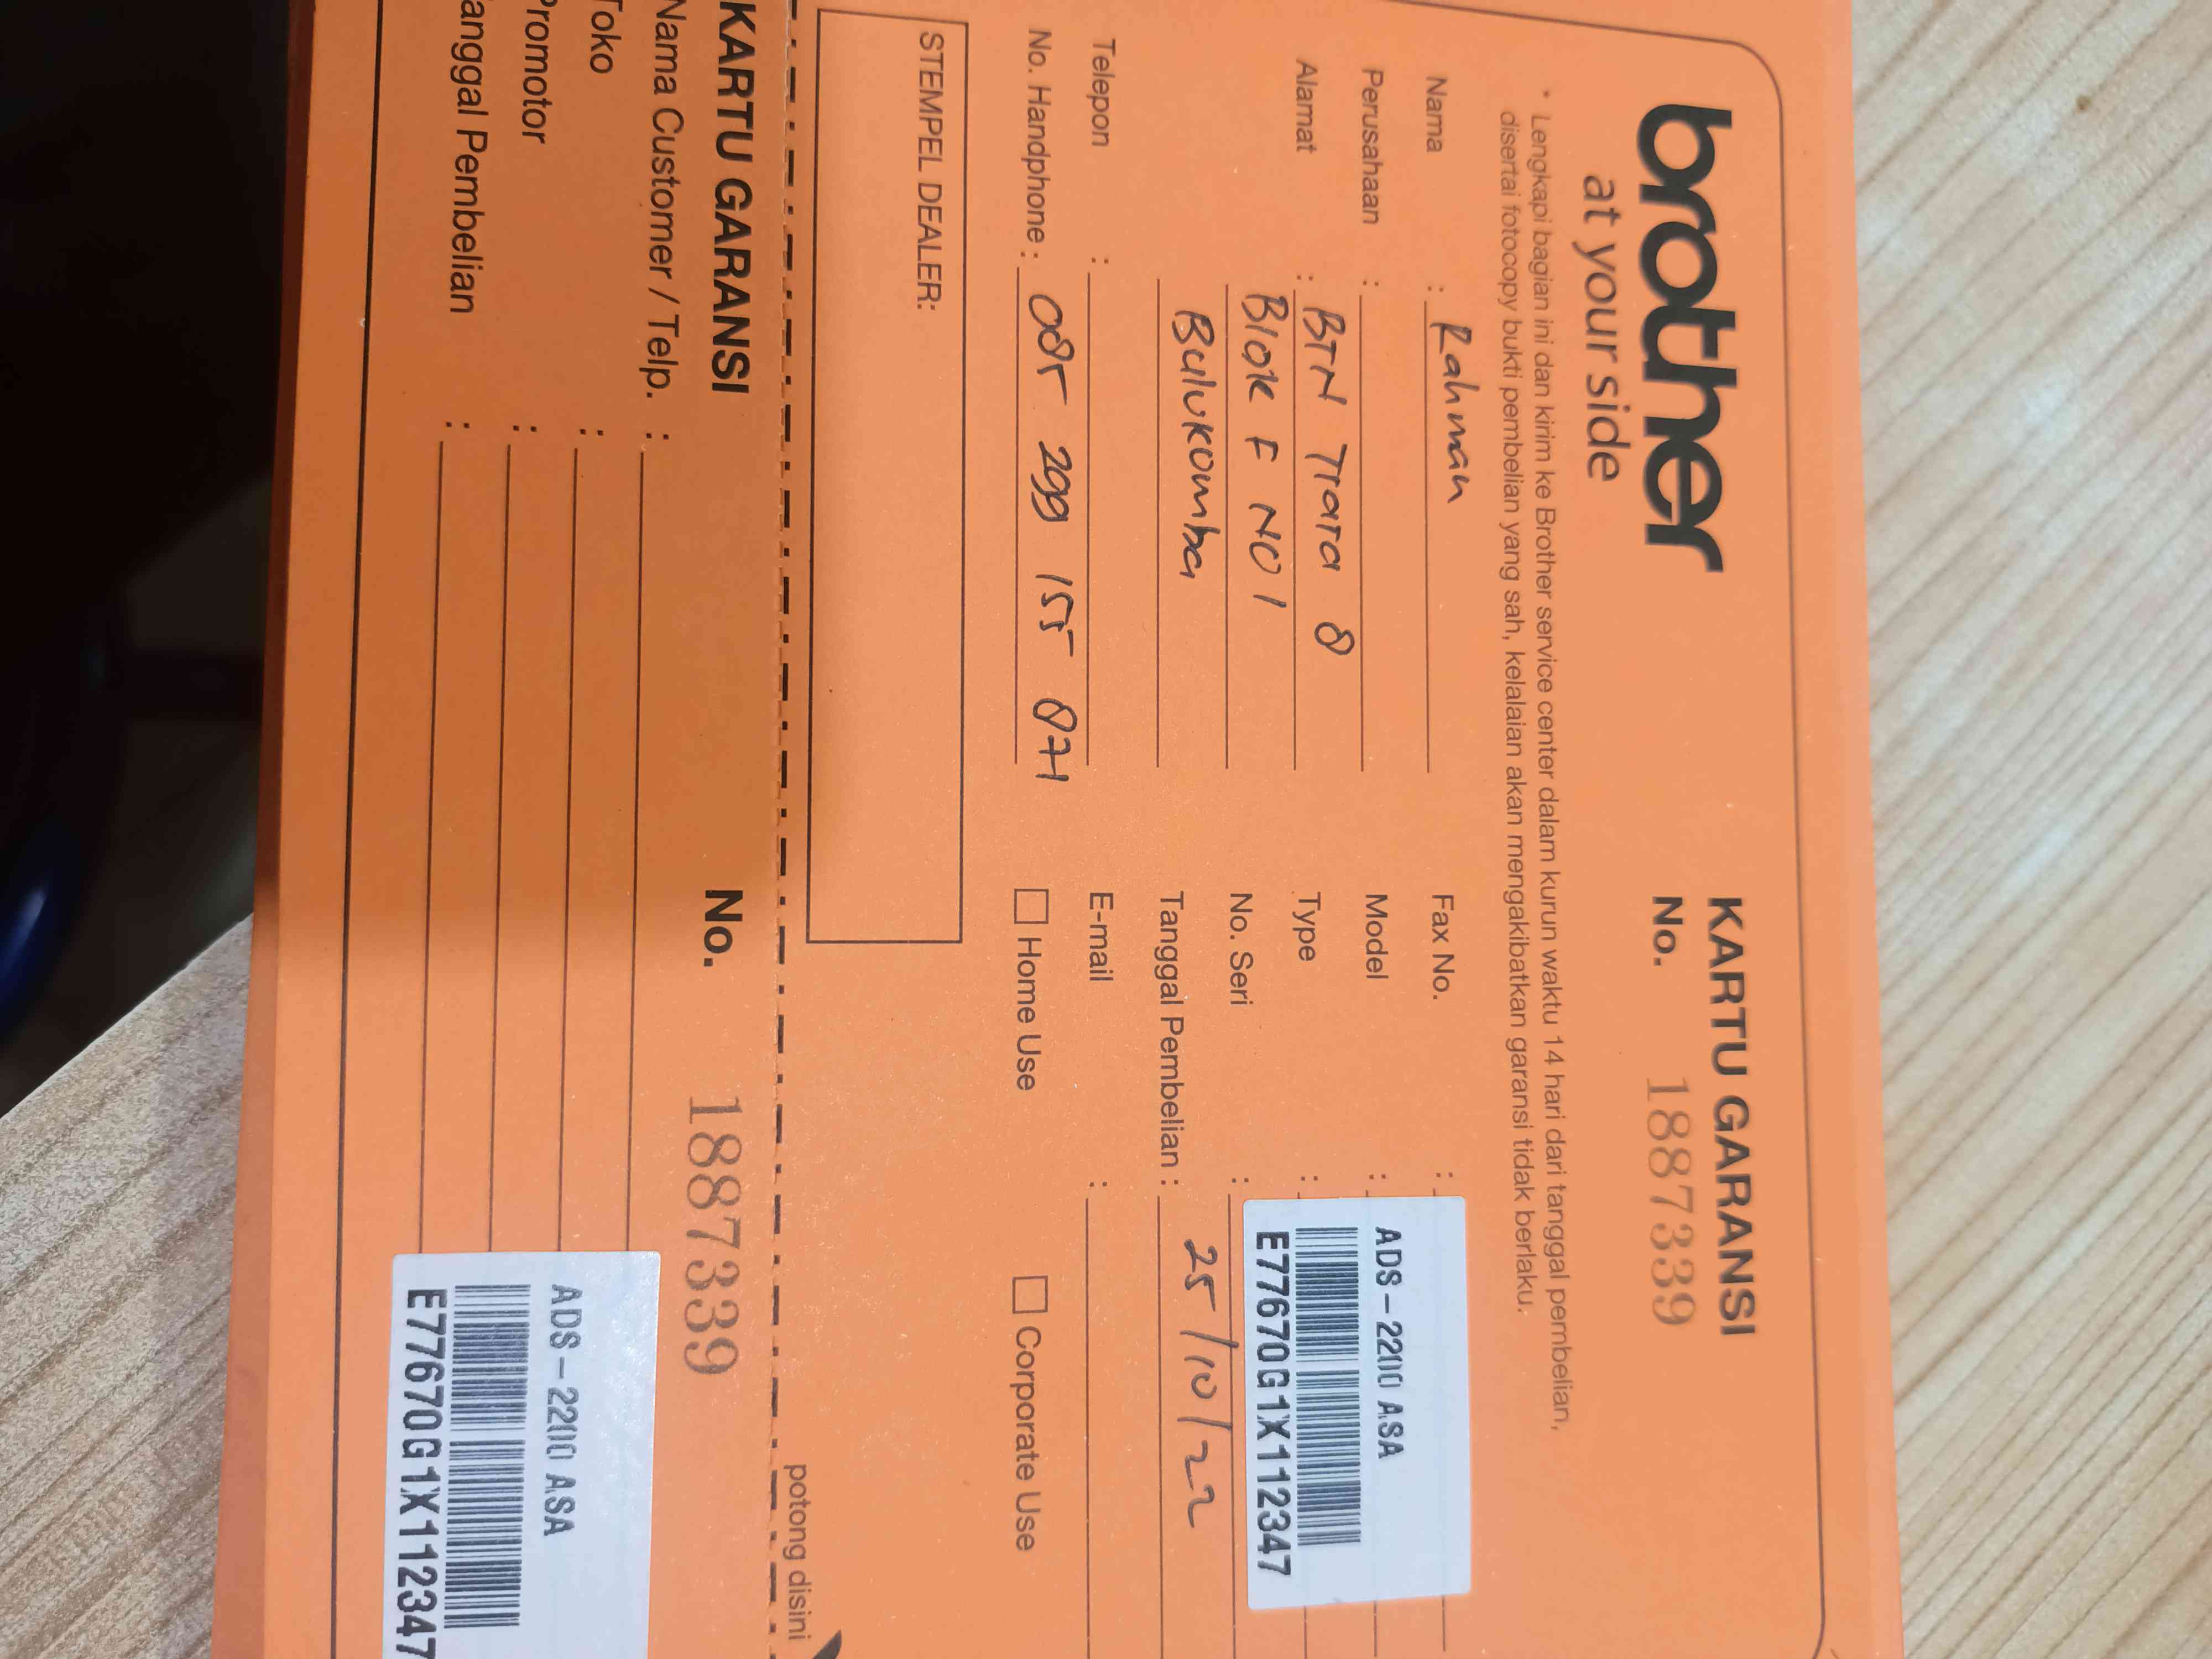 brother
at your side
KARTU GARANSI
No. 1887339
* Lengkapi bagian ini dan kirim ke Brother service center dalam kurun waktu 14 hari dari tanggal pembelian,
disertai fotocopy bukti pembelian yang sah, kelalaian akan mengakibatkan garansi tidak berlaku.
Nama : Rahman
Perusahaan :
Alamat : BTN Tiara 8
Blok F NO 1
Bulukumba
Telepon :
No. Handphone : 085 299 155 871
Fax No. :
Model :
Type :
No. Seri :
ADS-2200 ASA
E77670G1X112347
Tanggal Pembelian : 25/10/22
E-mail :
Home Use
Corporate Use
STEMPEL DEALER:
potong disini
KARTU GARANSI
No. 1887339
Nama Customer / Telp. :
Toko :
Promotor :
anggal Pembelian :
ADS-2200 ASA
E77670G1X112347